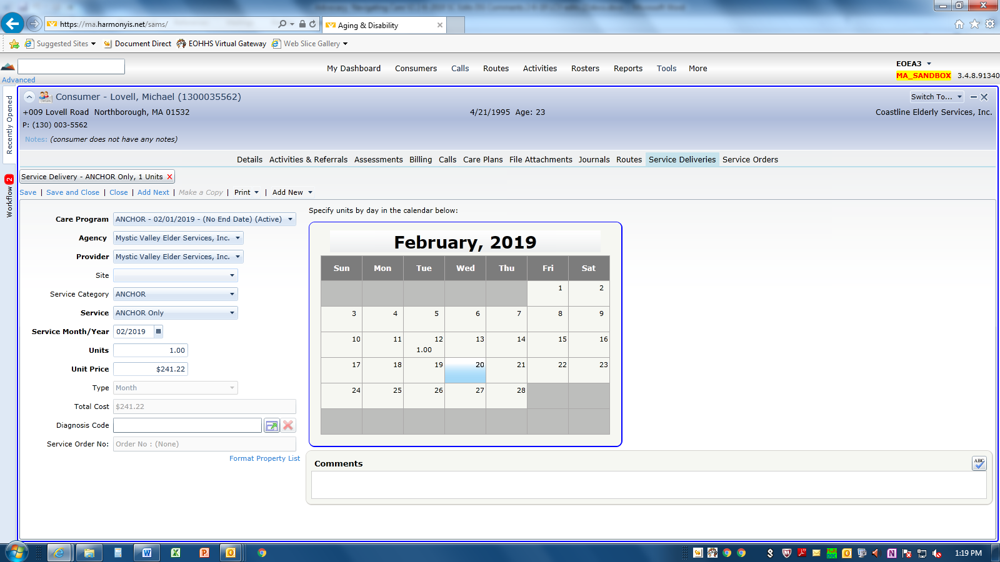 https://ma.harmonyis.net/sams/
Aging & Disability
Suggested Sites
Document Direct
EOHHS Virtual Gateway
Web Slice Gallery
My Dashboard Consumers Calls Routes Activities Rosters Reports Tools More
EOEA3
Advanced
MA_SANDBOX 3.4.8.91340
Recently Opened
Workflow 2
Consumer - Lovell, Michael (1300035562)
Switch To...
+009 Lovell Road Northborough, MA 01532
4/21/1995 Age: 23
Coastline Elderly Services, Inc.
P: (130) 003-5562
Notes: (consumer does not have any notes)
Details Activities & Referrals Assessments Billing Calls Care Plans File Attachments Journals Routes Service Deliveries Service Orders
Service Delivery - ANCHOR Only, 1 Units
Save | Save and Close | Close | Add Next | Make a Copy | Print | Add New
Care Program ANCHOR - 02/01/2019 - (No End Date) (Active)
Agency Mystic Valley Elder Services, Inc.
Provider Mystic Valley Elder Services, Inc.
Site
Service Category ANCHOR
Service ANCHOR Only
Service Month/Year 02/2019
Units 1.00
Unit Price $241.22
Type Month
Total Cost $241.22
Diagnosis Code
Service Order No: Order No : (None)
Format Property List
Specify units by day in the calendar below:
February, 2019
Sun Mon Tue Wed Thu Fri Sat
1 2
3 4 5 6 7 8 9
10 11 12 13 14 15 16
1.00
17 18 19 20 21 22 23
24 25 26 27 28
Comments
ABC
1:19 PM